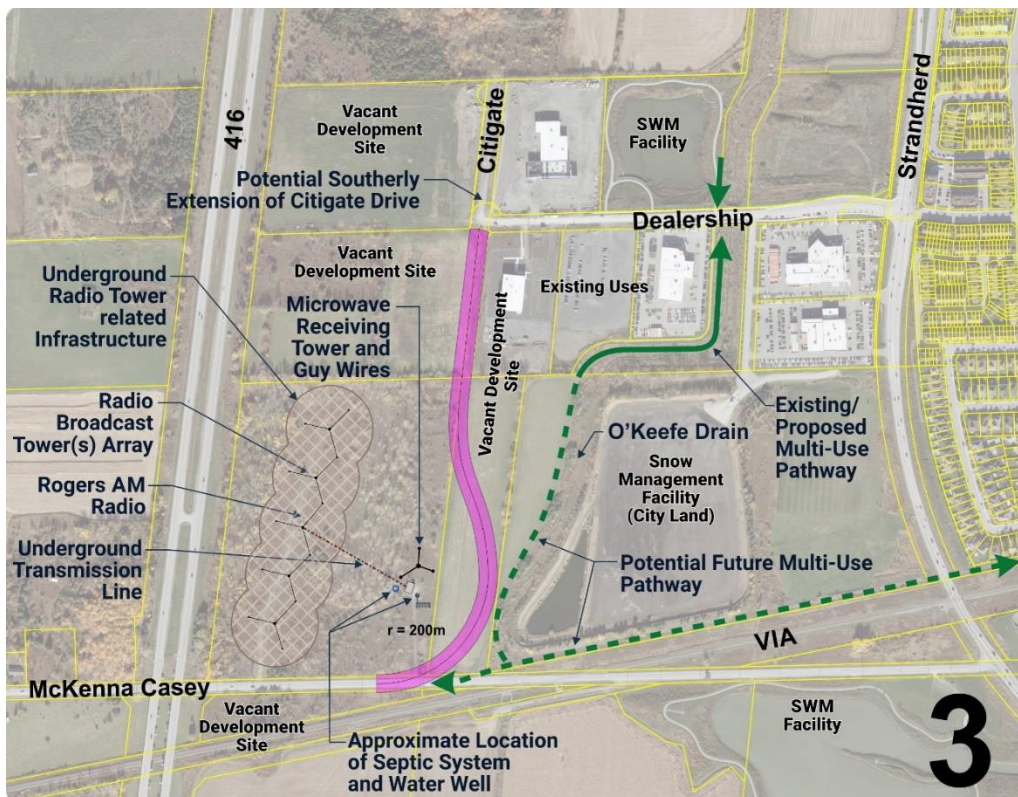 416
Vacant
Development
Site
Citigate
SWM
Facility
Strandherd
Potential Southerly
Extension of Citigate Drive
Dealership
Underground
Radio Tower
related
Infrastructure
Vacant
Development Site
Microwave
Receiving
Tower and
Guy Wires
Existing Uses
Vacant Development
Site
Radio
Broadcast
Tower(s) Array
Existing/
Proposed
Multi-Use
Pathway
O'Keefe Drain
Snow
Management
Facility
(City Land)
Rogers AM
Radio
Underground
Transmission
Line
Potential Future Multi-Use
Pathway
r = 200m
VIA
McKenna Casey
Vacant
Development
Site
SWM
Facility
Approximate Location
of Septic System
and Water Well
3